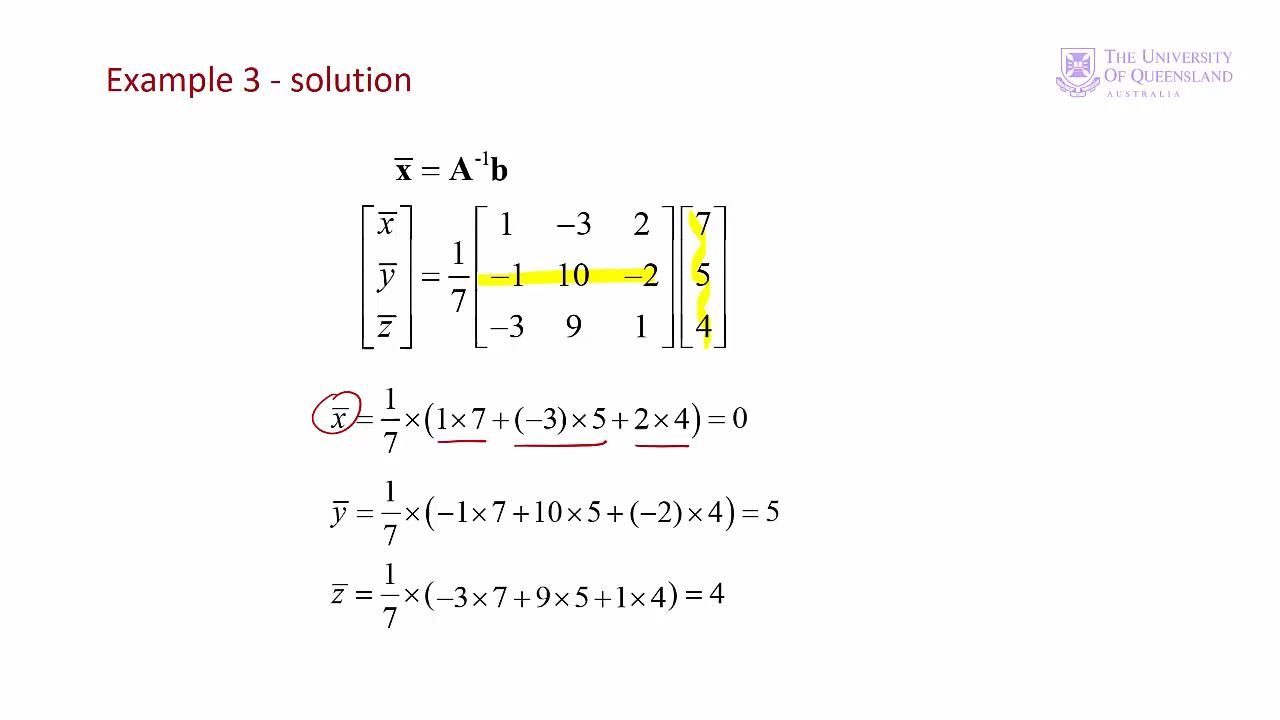 Example 3 - solution
THE UNIVERSITY
OF QUEENSLAND
AUSTRALIA
x̅ = A⁻¹b
[x̅ y̅ z̅] = 1/7 [1 −3 2; −1 10 −2; −3 9 1] [7 5 4]
x̅ = 1/7 × (1 × 7 + (−3) × 5 + 2 × 4) = 0
y̅ = 1/7 × (−1 × 7 + 10 × 5 + (−2) × 4) = 5
z̅ = 1/7 × (−3 × 7 + 9 × 5 + 1 × 4) = 4